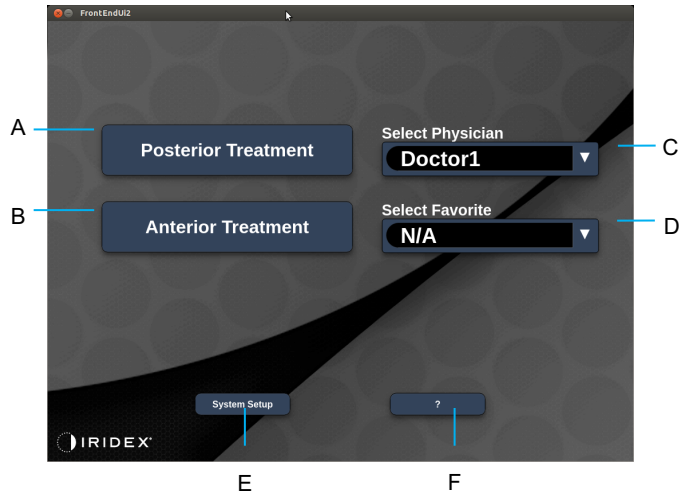 FrontEndUi2
A
Posterior Treatment
Select Physician
Doctor1
C
B
Anterior Treatment
Select Favorite
N/A
D
System Setup
?
IRIDEX
E
F